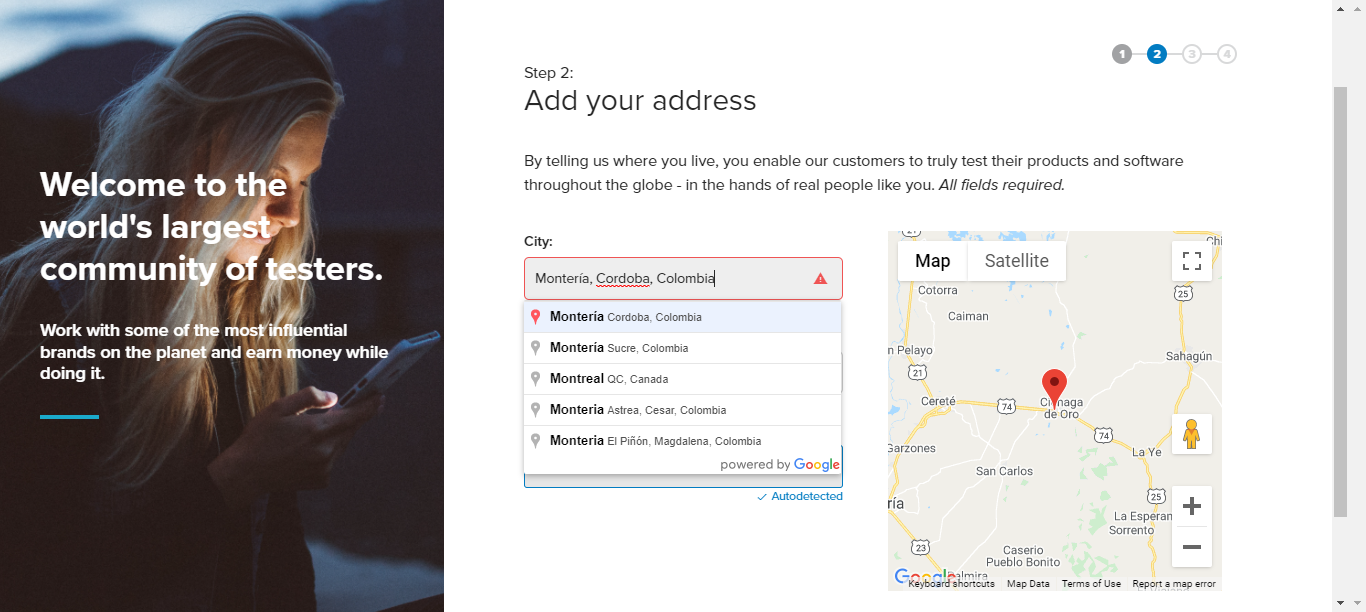 Welcome to the
world's largest
community of testers.
Work with some of the most influential
brands on the planet and earn money while
doing it.
1 2 3 4
Step 2:
Add your address
By telling us where you live, you enable our customers to truly test their products and software
throughout the globe - in the hands of real people like you. All fields required.
City:
Montería, Cordoba, Colombia
Montería Cordoba, Colombia
Montería Sucre, Colombia
Montreal QC, Canada
Monteria Astrea, Cesar, Colombia
Monteria El Piñón, Magdalena, Colombia
powered by Google
Autodetected
Map Satellite
21
Chi
Cotorra
25
Caiman
n Pelayo
Sahagún
21
Cereté
74
Ciénaga
de Oro
74
Garzones
La Ye
San Carlos
25
ría
La Esperan
Sorrento
23
Caserio
Pueblo Bonito
Google
Palmira
Keyboard shortcuts Map Data Terms of Use Report a map error